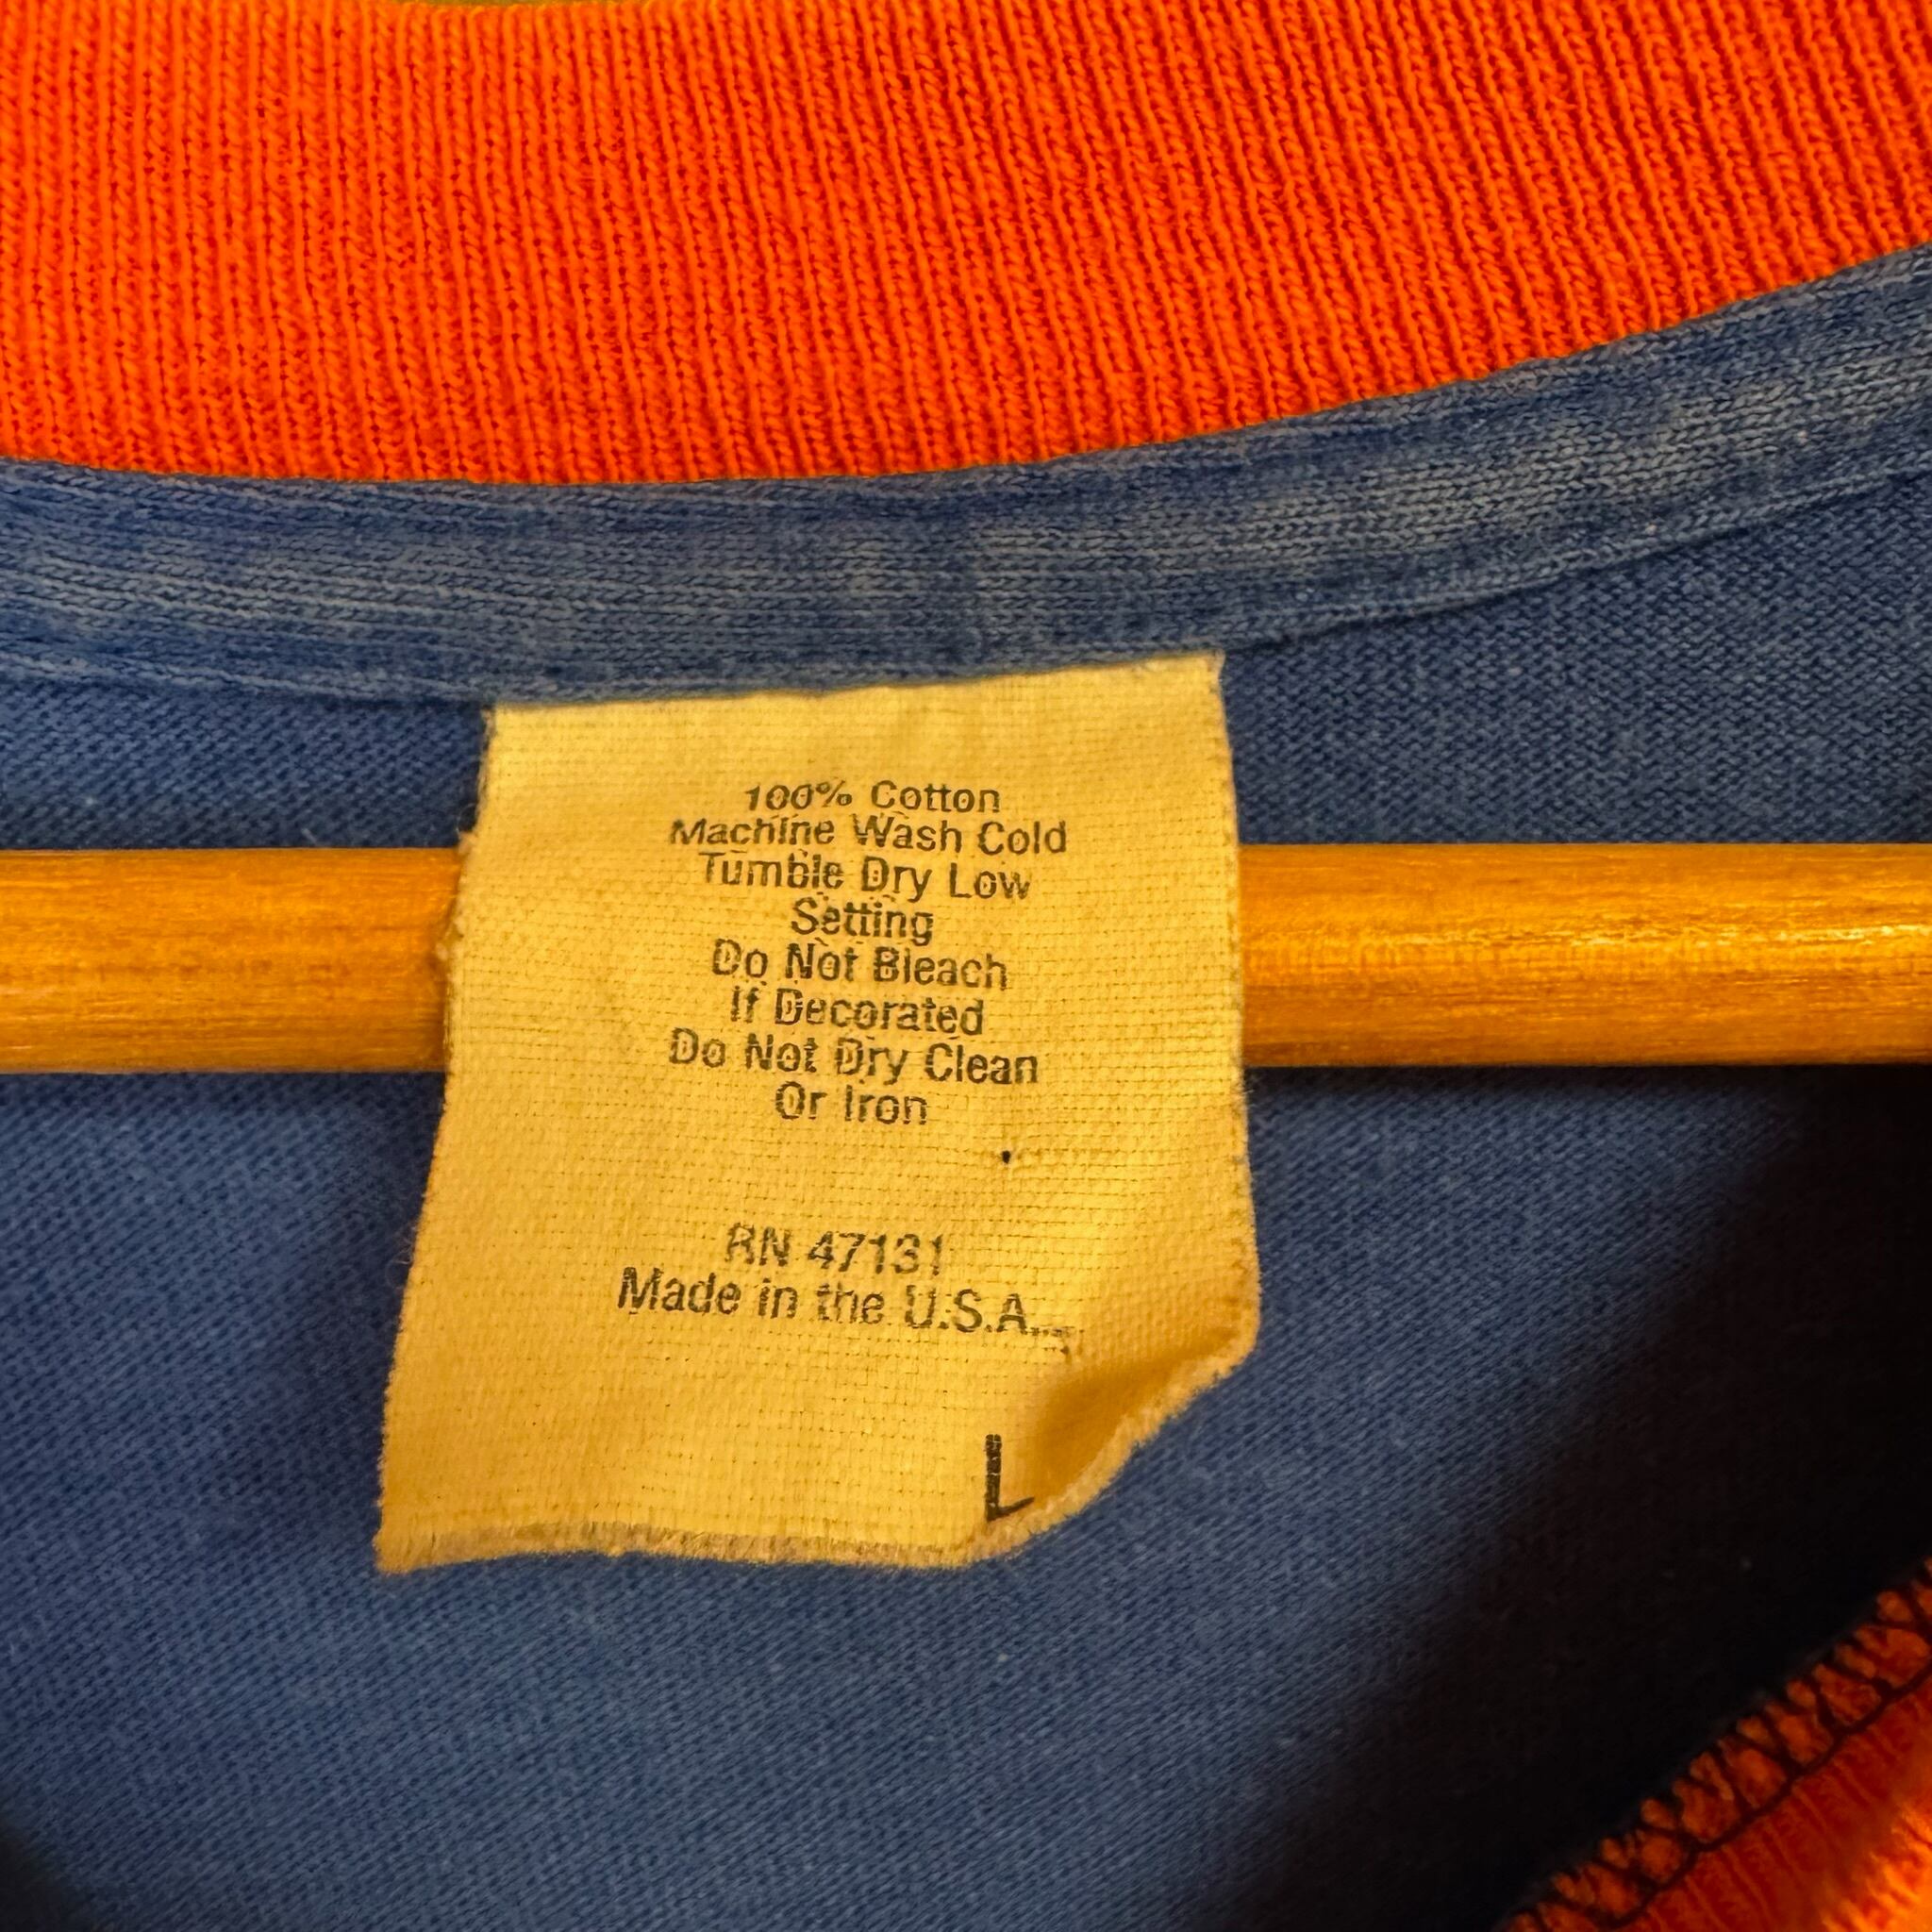 100% Cotton
Machine Wash Cold
Tumble Dry Low
Setting
Do Not Bleach
If Decorated
Do Not Dry Clean
Or Iron
RN 47131
Made in the U.S.A.
L